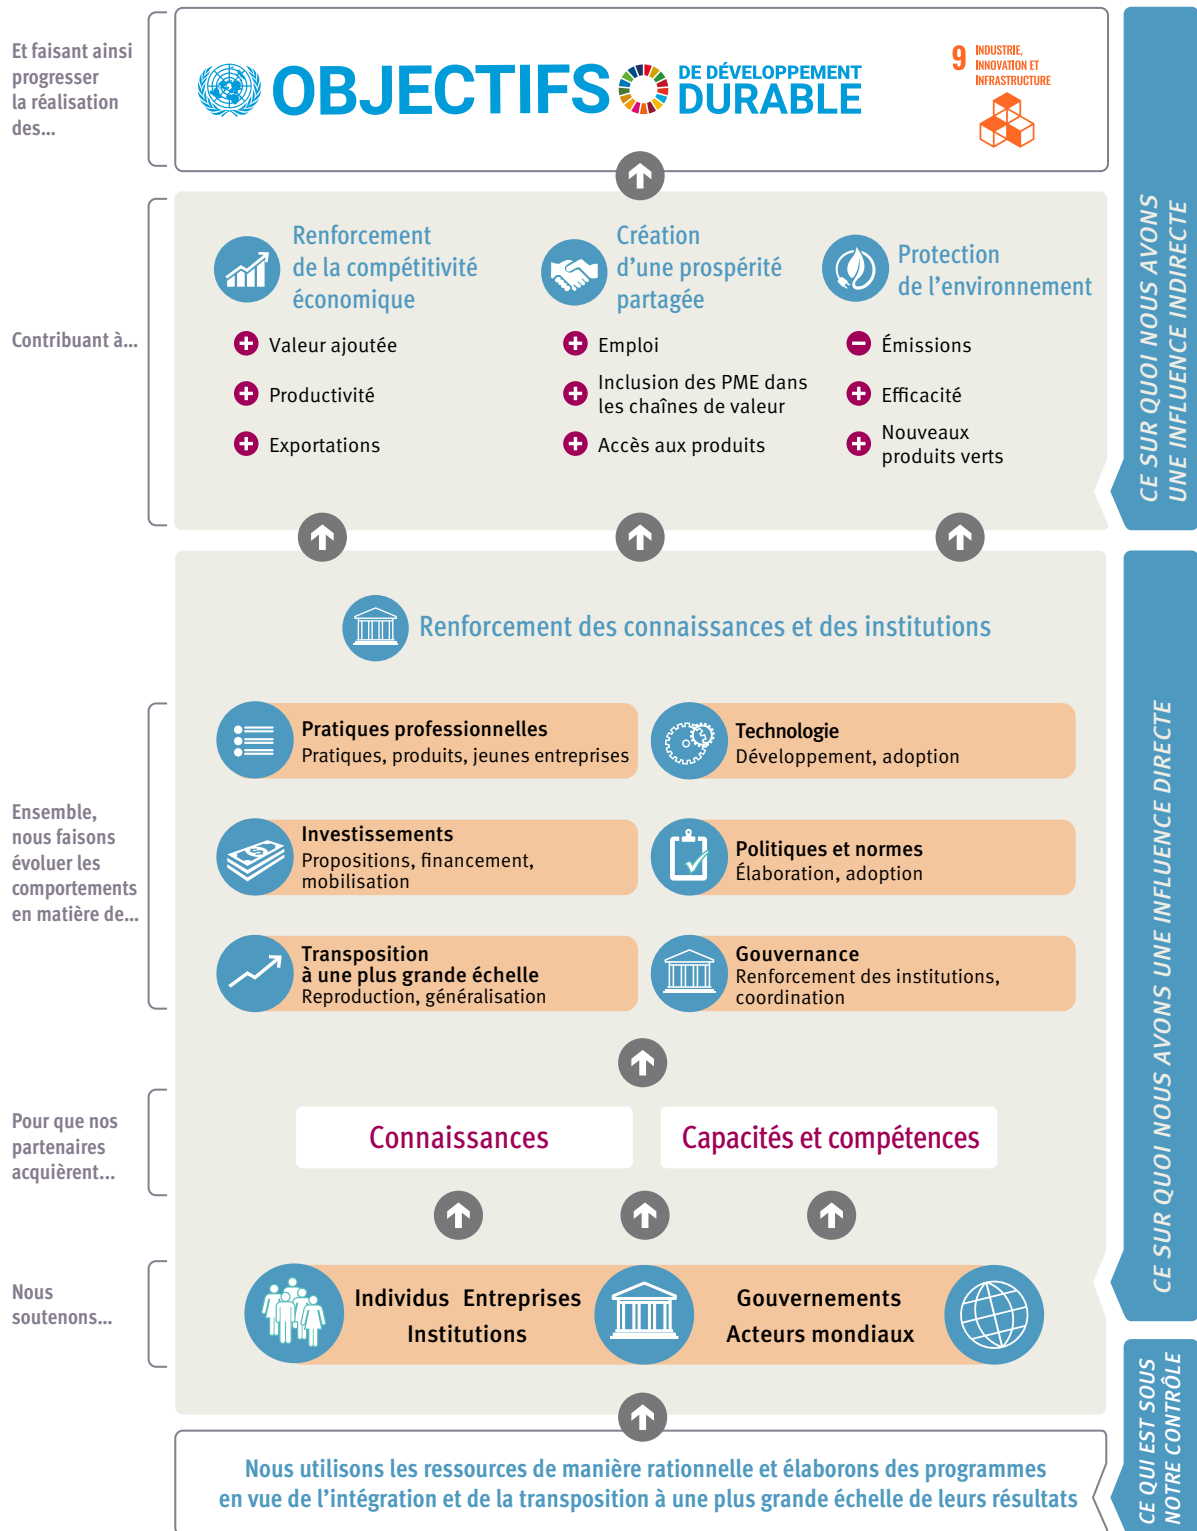 Et faisant ainsi
progresser
la réalisation
des...
OBJECTIFS
DE DÉVELOPPEMENT
DURABLE
9 INDUSTRIE,
INNOVATION ET
INFRASTRUCTURE
CE SUR QUOI NOUS AVONS
UNE INFLUENCE INDIRECTE
Contribuant à...
Renforcement
de la compétitivité
économique
Valeur ajoutée
Productivité
Exportations
Création
d’une prospérité
partagée
Emploi
Inclusion des PME dans
les chaînes de valeur
Accès aux produits
Protection
de l’environnement
Émissions
Efficacité
Nouveaux
produits verts
Renforcement des connaissances et des institutions
CE SUR QUOI NOUS AVONS UNE INFLUENCE DIRECTE
Ensemble,
nous faisons
évoluer les
comportements
en matière de...
Pratiques professionnelles
Pratiques, produits, jeunes entreprises
Technologie
Développement, adoption
Investissements
Propositions, financement,
mobilisation
Politiques et normes
Élaboration, adoption
Transposition
à une plus grande échelle
Reproduction, généralisation
Gouvernance
Renforcement des institutions,
coordination
Pour que nos
partenaires
acquièrent...
Connaissances
Capacités et compétences
Nous
soutenons...
Individus Entreprises
Institutions
Gouvernements
Acteurs mondiaux
CE QUI EST SOUS
NOTRE CONTRÔLE
Nous utilisons les ressources de manière rationnelle et élaborons des programmes
en vue de l’intégration et de la transposition à une plus grande échelle de leurs résultats